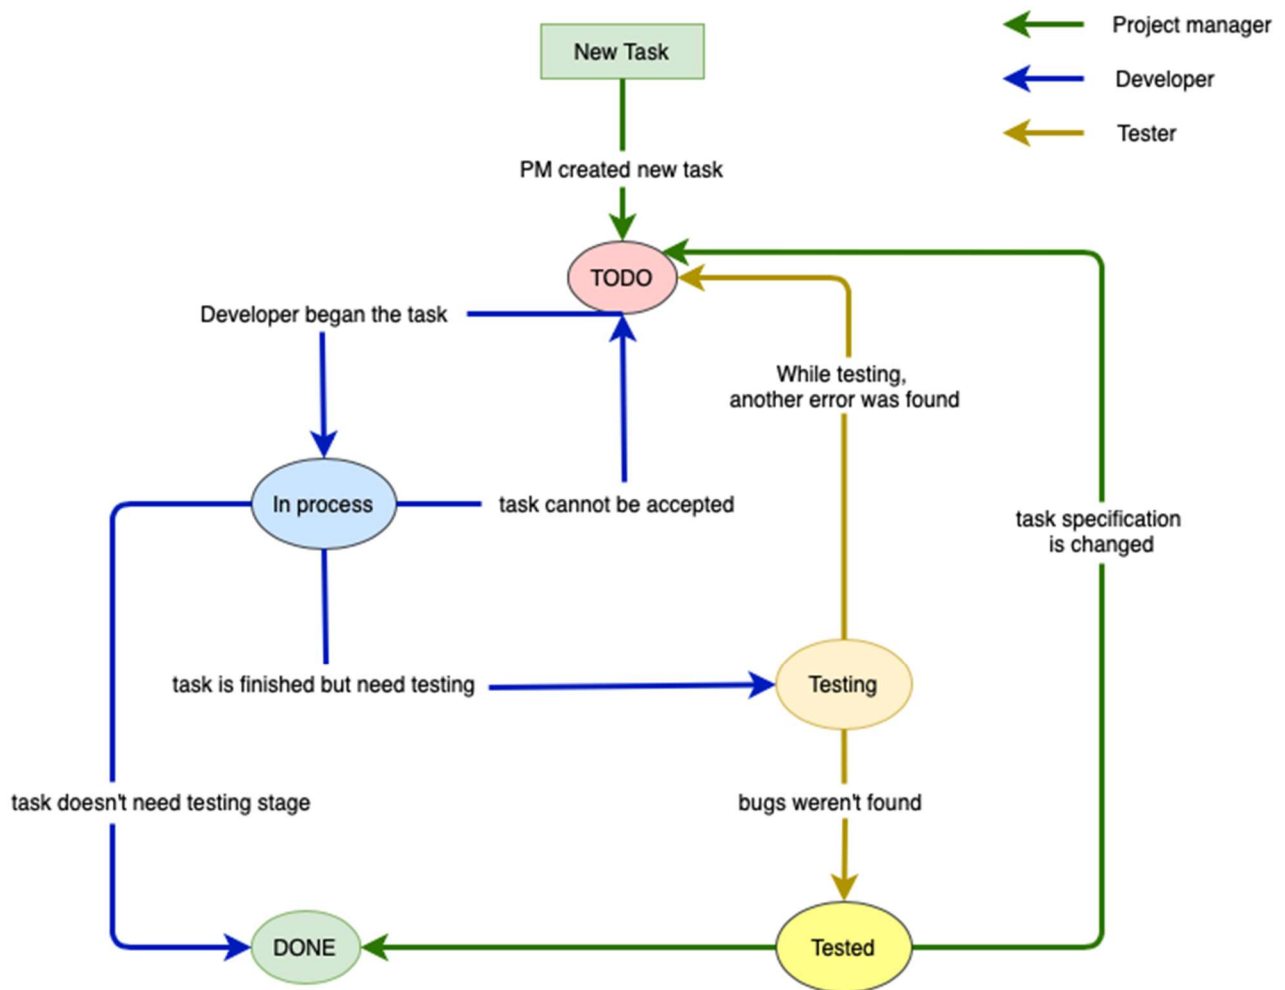 New Task
Project manager
Developer
Tester
PM created new task
TODO
Developer began the task
While testing,
another error was found
In process
task cannot be accepted
task specification
is changed
task is finished but need testing
Testing
task doesn't need testing stage
bugs weren't found
DONE
Tested